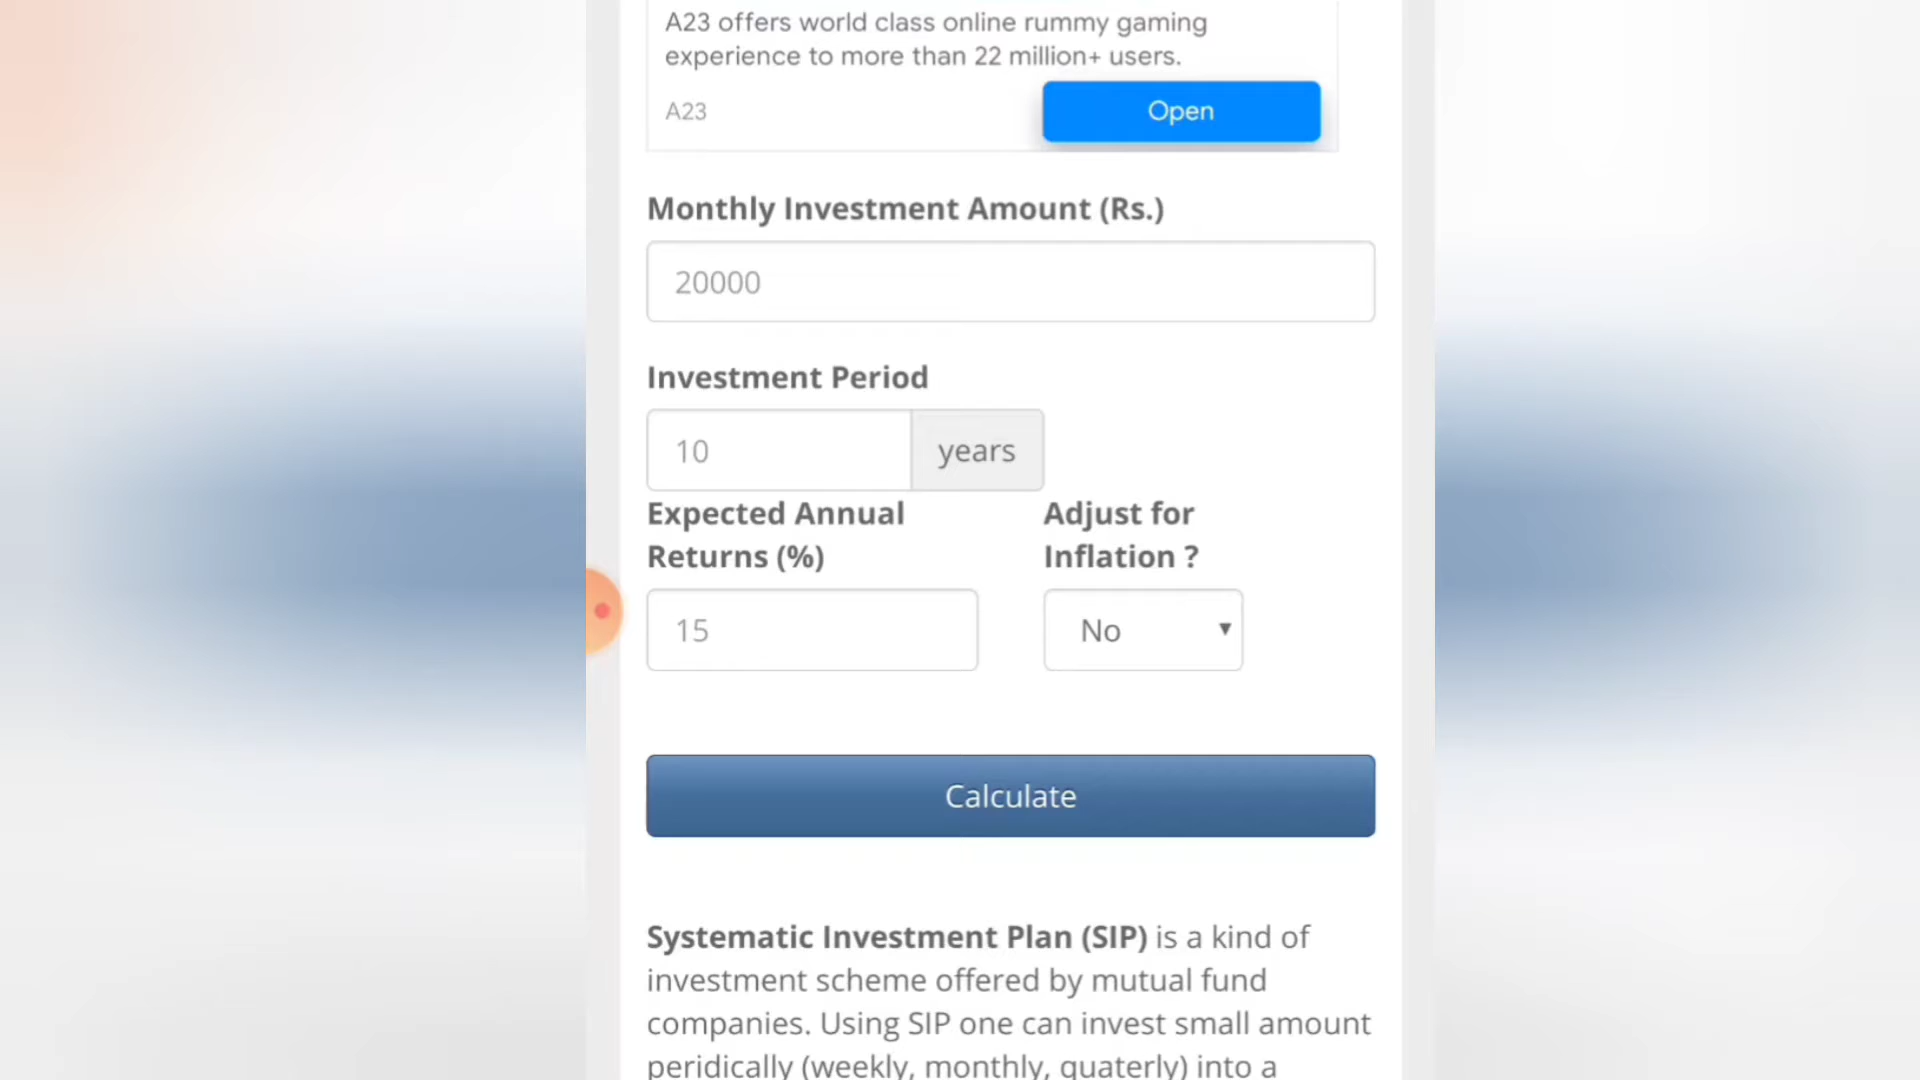 A23 offers world class online rummy gaming
experience to more than 22 million+ users.
A23
Open
Monthly Investment Amount (Rs.)
20000
Investment Period
10
years
Expected Annual
Returns (%)
Adjust for
Inflation ?
15
No
Calculate
Systematic Investment Plan (SIP) is a kind of
investment scheme offered by mutual fund
companies. Using SIP one can invest small amount
peridically (weekly, monthly, quaterly) into a